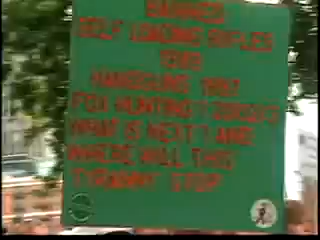 BANNED
SELF LOADING RIFLES
1988
HANDGUNS 1997
FOX HUNTING?
WHAT IS NEXT? AND
WHERE WILL THIS
TYRANNY STOP